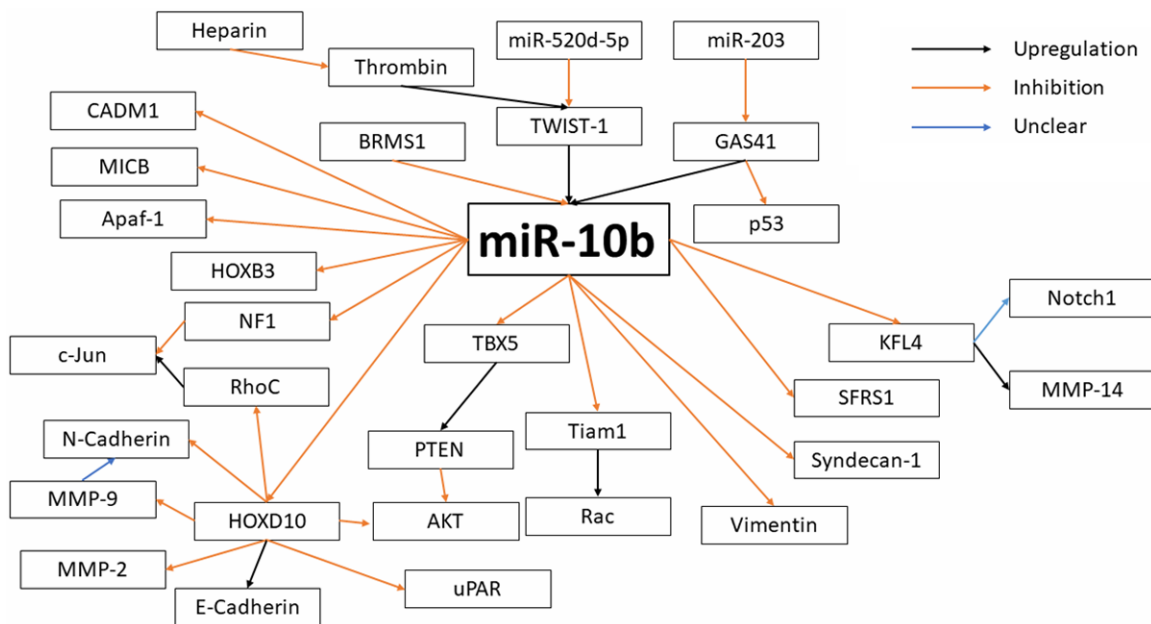 Heparin
miR-520d-5p
miR-203
Upregulation
Thrombin
Inhibition
CADM1
TWIST-1
Unclear
BRMS1
GAS41
MICB
Apaf-1
p53
miR-10b
HOXB3
Notch1
NF1
TBX5
KFL4
c-Jun
RhoC
SFRS1
MMP-14
N-Cadherin
PTEN
Tiam1
Syndecan-1
MMP-9
HOXD10
AKT
Rac
Vimentin
MMP-2
uPAR
E-Cadherin